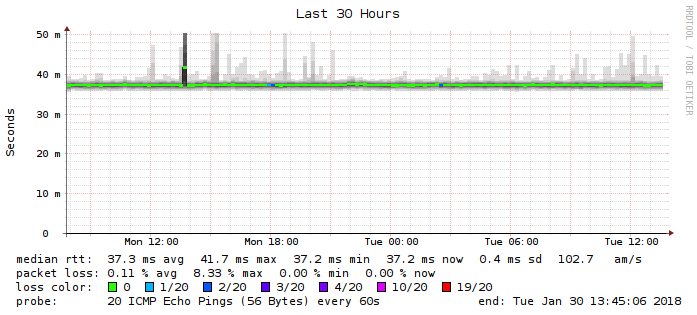 Last 30 Hours
RRDTOOL / TOBI OETIKER
Seconds
50 m
40 m
30 m
20 m
10 m
0
Mon 12:00 Mon 18:00 Tue 00:00 Tue 06:00 Tue 12:00
median rtt: 37.3 ms avg 41.7 ms max 37.2 ms min 37.2 ms now 0.4 ms sd 102.7 am/s
packet loss: 0.11 % avg 8.33 % max 0.00 % min 0.00 % now
loss color: 0 1/20 2/20 3/20 4/20 10/20 19/20
probe: 20 ICMP Echo Pings (56 Bytes) every 60s end: Tue Jan 30 13:45:06 2018